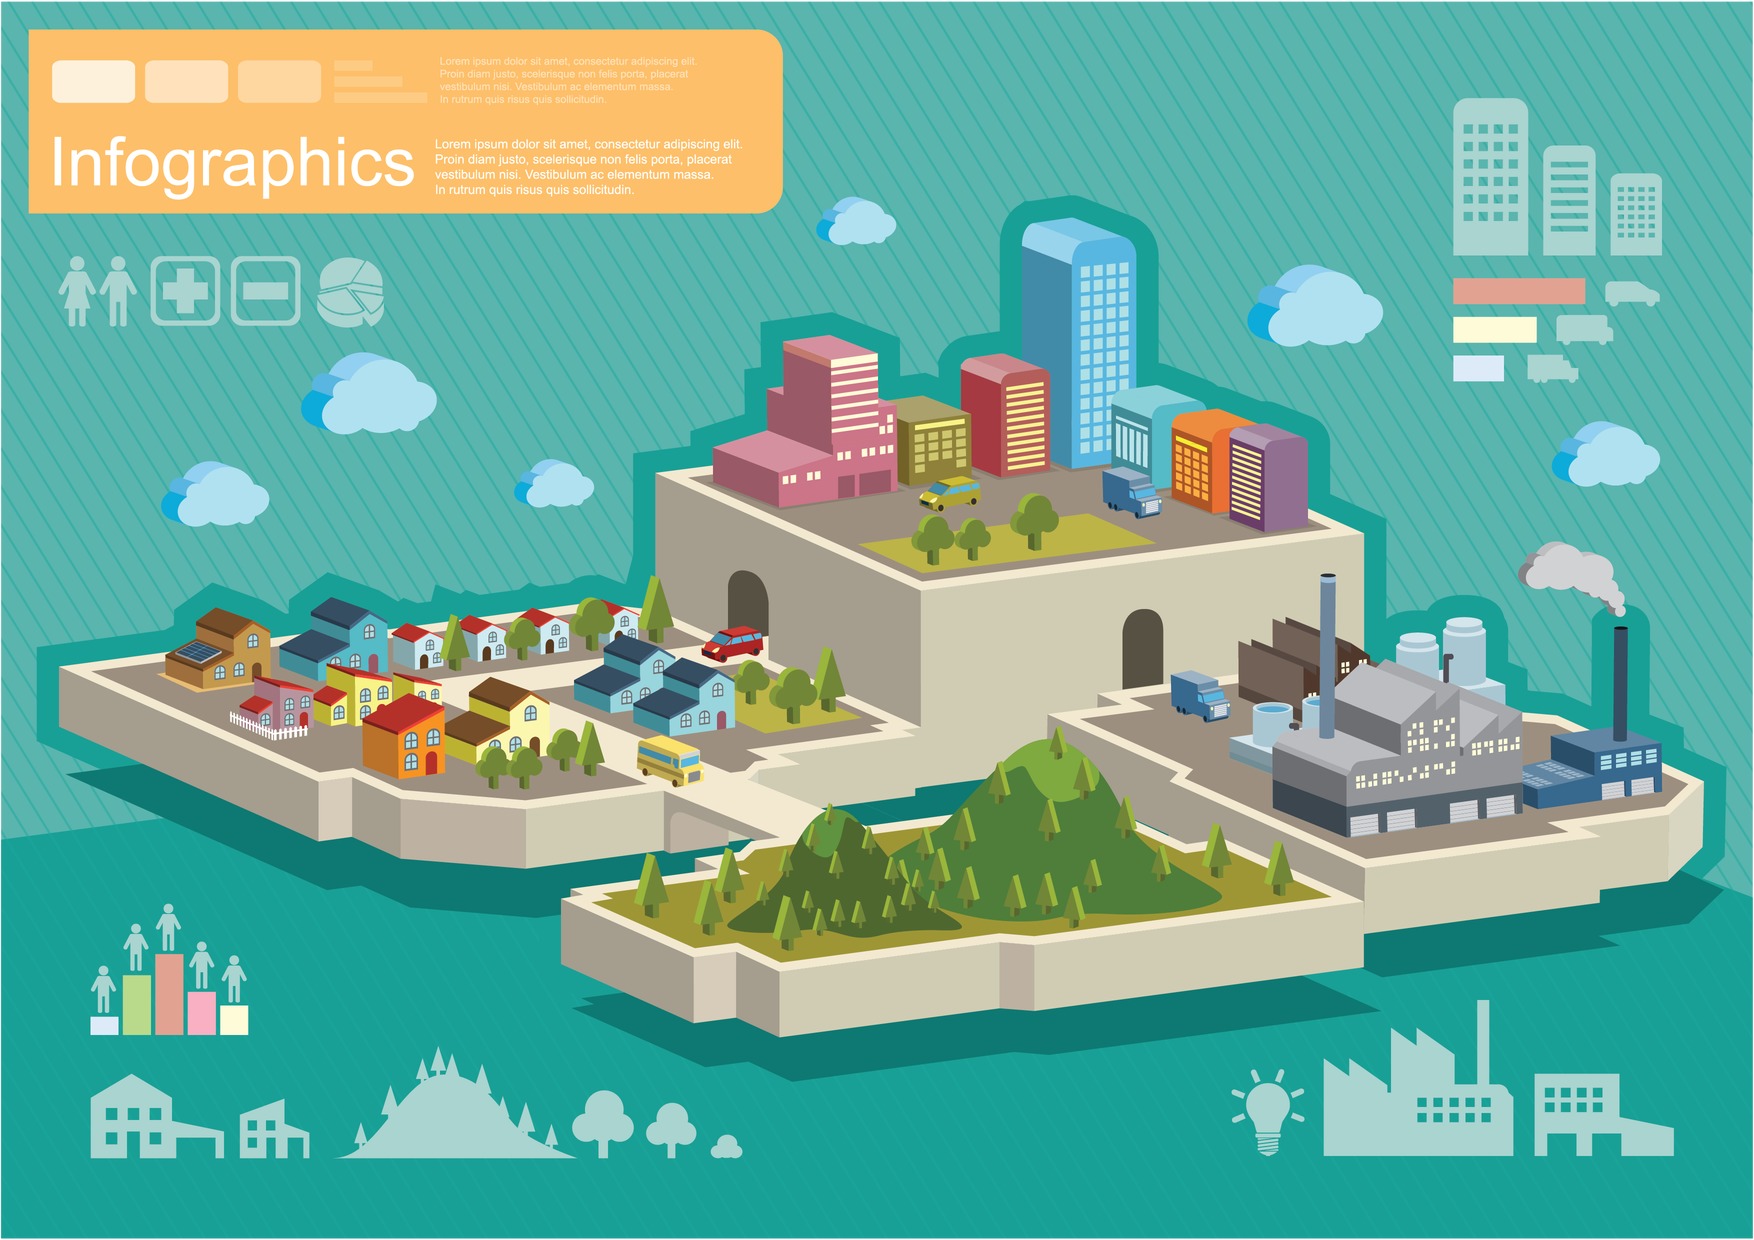 Lorem ipsum dolor sit amet, consectetur adipiscing elit.
Proin diam justo, scelerisque non felis porta, placerat
vestibulum nisi. Vestibulum ac elementum massa.
In rutrum quis risus quis sollicitudin.
Infographics
Lorem ipsum dolor sit amet, consectetur adipiscing elit.
Proin diam justo, scelerisque non felis porta, placerat
vestibulum nisi. Vestibulum ac elementum massa.
In rutrum quis risus quis sollicitudin.